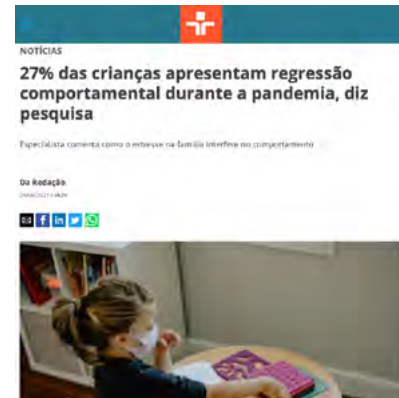 NOTÍCIAS
27% das crianças apresentam regressão
comportamental durante a pandemia, diz
pesquisa
Especialista comenta como o estresse na família interfere no comportamento
Da Redação